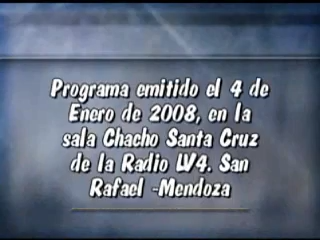 Programa emitido el 4 de
Enero de 2008, en la
sala Chacho Santa Cruz
de la Radio LV4. San
Rafael -Mendoza